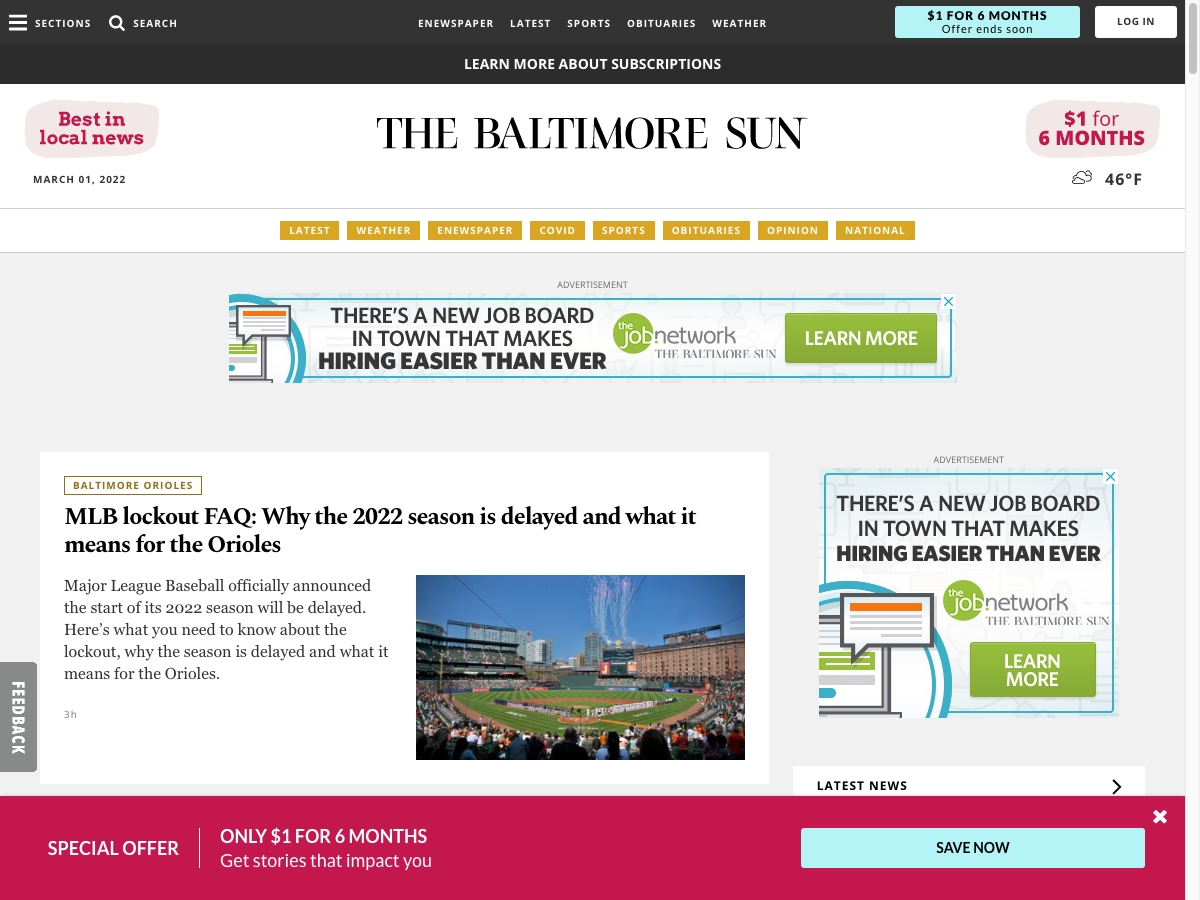 SECTIONS
SEARCH
NEWSPAPER LATEST SPORTS OBITUARIES WEATHER
$1 FOR 6 MONTHS
Offer ends soon
LOG IN
LEARN MORE ABOUT SUBSCRIPTIONS
Best in
local news
THE BALTIMORE SUN
$1 for
6 MONTHS
MARCH 01, 2022
46°F
LATEST WEATHER ENEWSPAPER COVID SPORTS OBITUARIES OPINION NATIONAL
ADVERTISEMENT
THERE'S A NEW JOB BOARD
IN TOWN THAT MAKES
HIRING EASIER THAN EVER
the
job.network
THE BALTIMORE SUN
LEARN MORE
BALTIMORE ORIOLES
MLB lockout FAQ: Why the 2022 season is delayed and what it
means for the Orioles
Major League Baseball officially announced
the start of its 2022 season will be delayed.
Here’s what you need to know about the
lockout, why the season is delayed and what it
means for the Orioles.
3h
ADVERTISEMENT
THERE'S A NEW JOB BOARD
IN TOWN THAT MAKES
HIRING EASIER THAN EVER
the
job.network
THE BALTIMORE SUN
LEARN
MORE
LATEST NEWS
FEEDBACK
SPECIAL OFFER
ONLY $1 FOR 6 MONTHS
Get stories that impact you
SAVE NOW